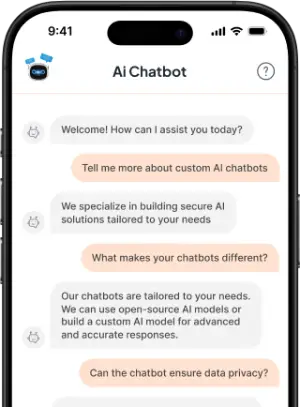 9:41
Ai Chatbot
?
Welcome! How can I assist you today?
Tell me more about custom AI chatbots
We specialize in building secure AI
solutions tailored to your needs
What makes your chatbots different?
Our chatbots are tailored to your needs.
We can use open-source AI models or
build a custom AI model for advanced
and accurate responses.
Can the chatbot ensure data privacy?